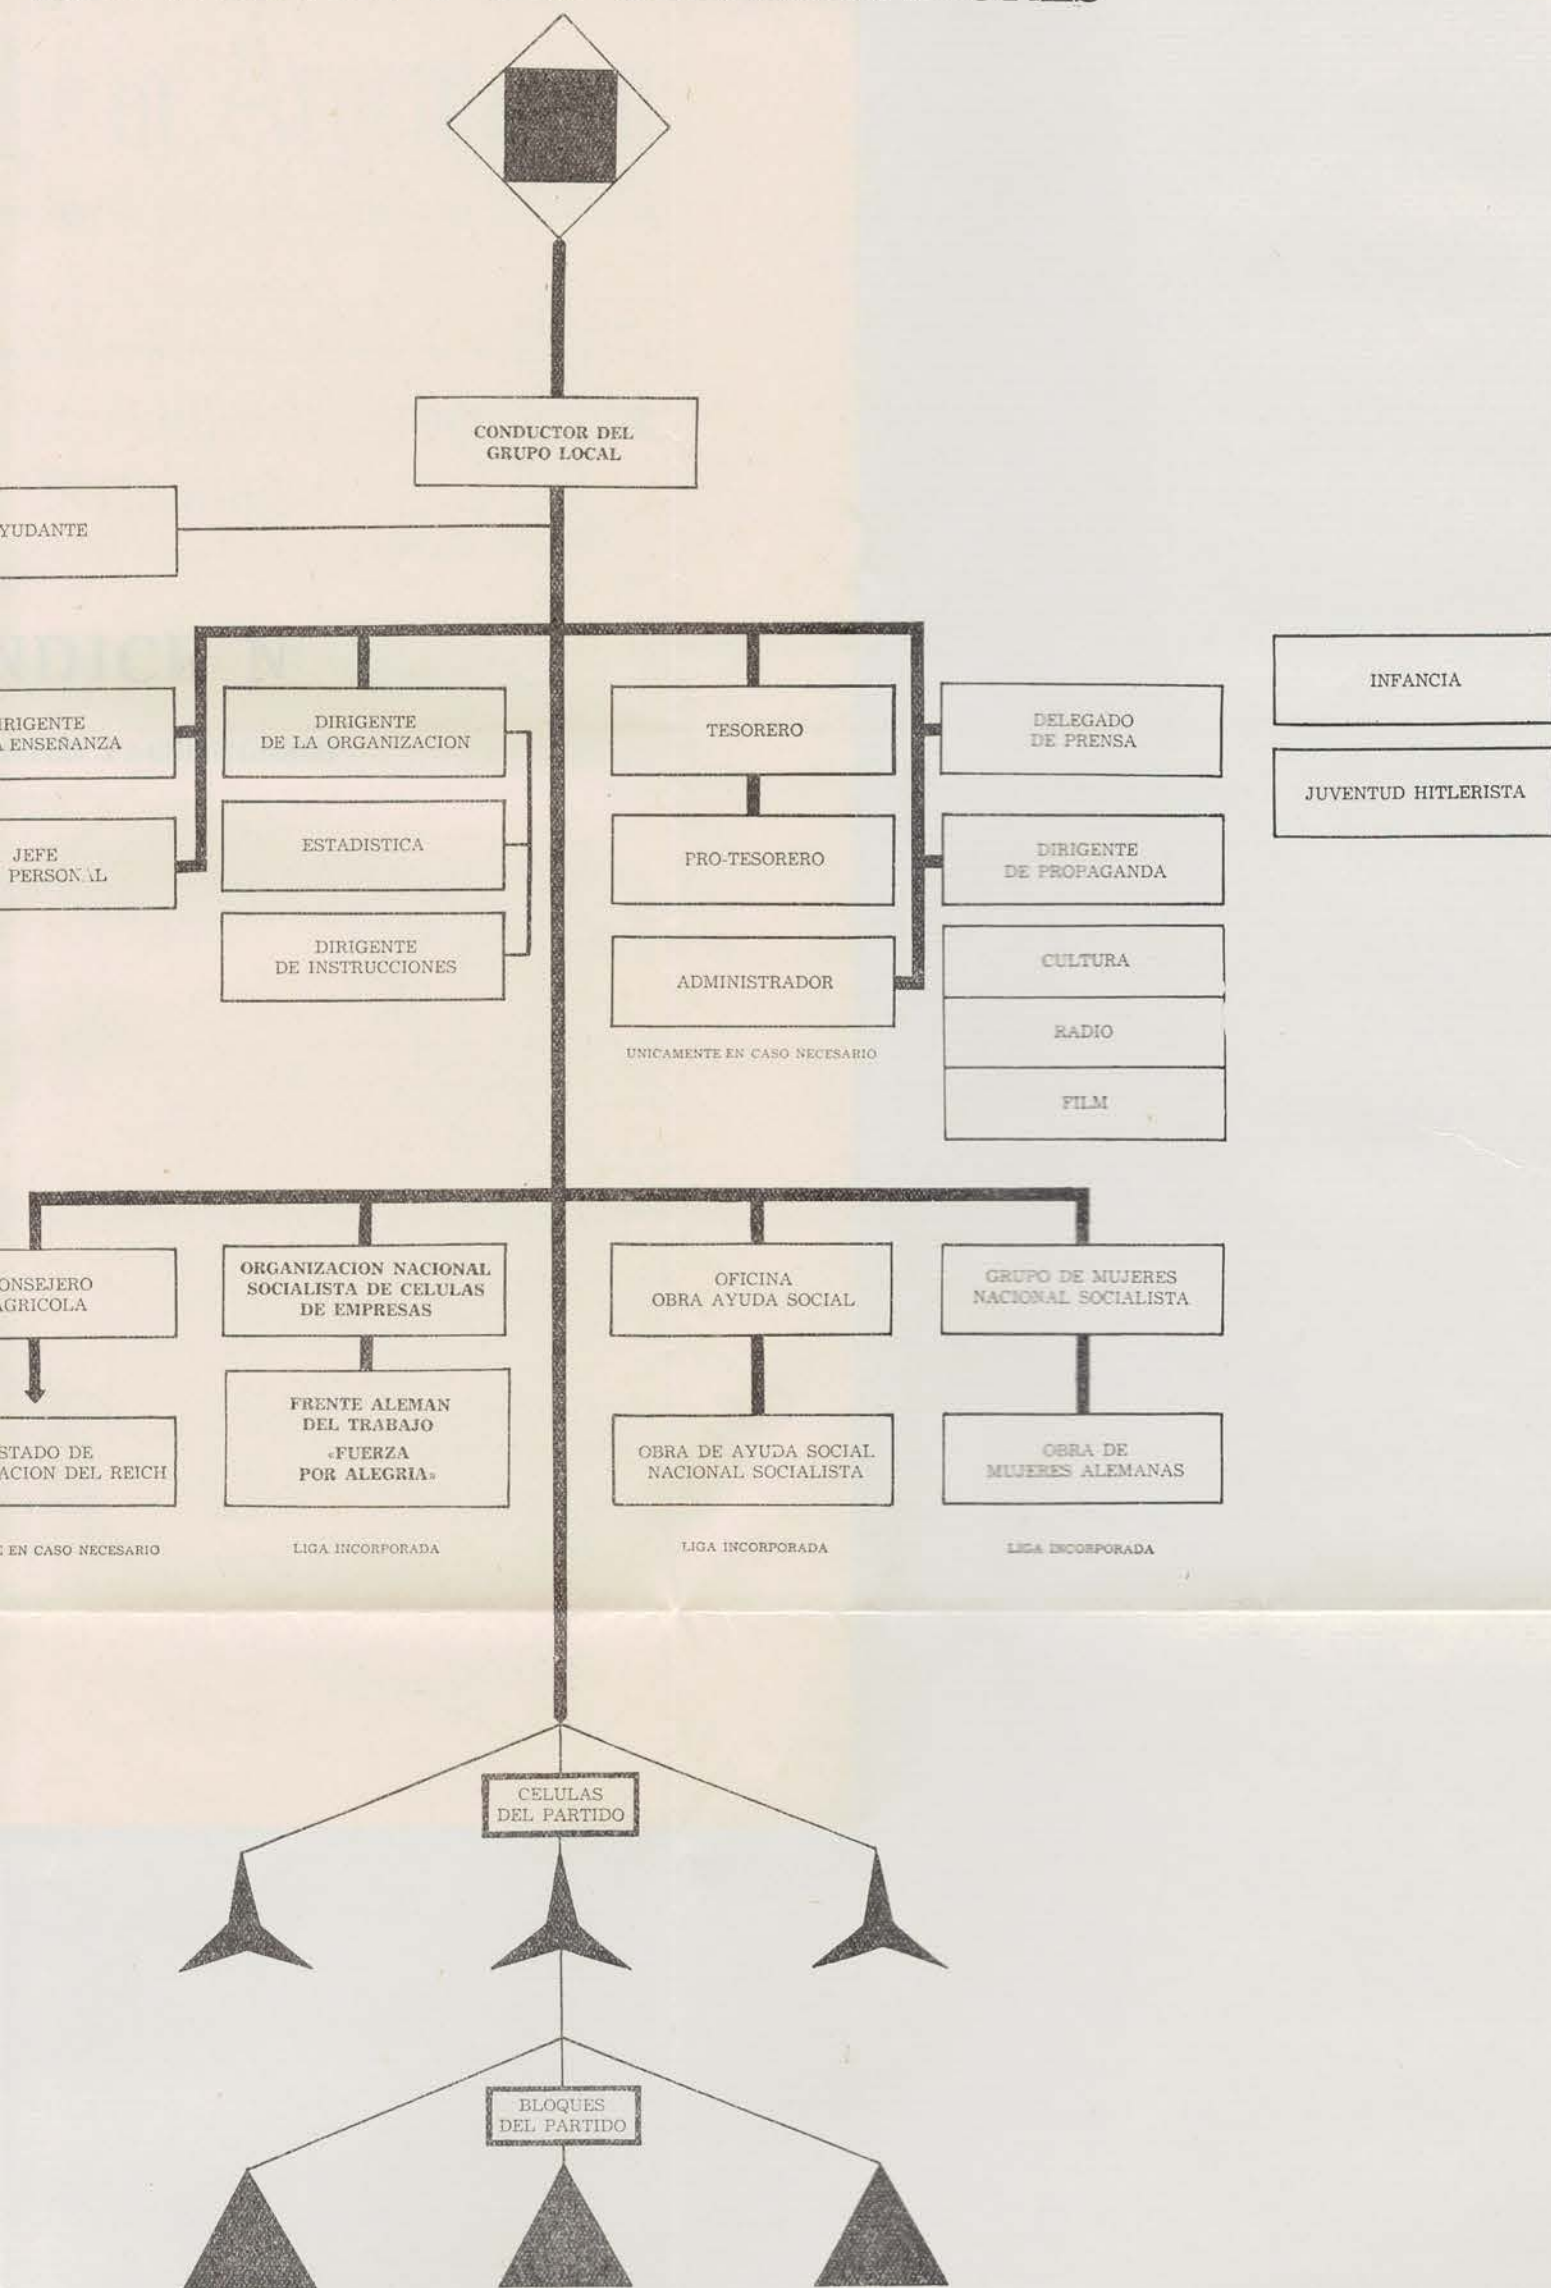 CONDUCTOR DEL
GRUPO LOCAL
YUDANTE
IRIGENTE
A ENSEÑANZA
DIRIGENTE
DE LA ORGANIZACION
TESORERO
DELEGADO
DE PRENSA
INFANCIA
JUVENTUD HITLERISTA
JEFE
PERSONAL
ESTADISTICA
PRO-TESORERO
DIRIGENTE
DE PROPAGANDA
DIRIGENTE
DE INSTRUCCIONES
ADMINISTRADOR
UNICAMENTE EN CASO NECESARIO
CULTURA
RADIO
FILM
ONSEJERO
AGRICOLA
ORGANIZACION NACIONAL
SOCIALISTA DE CELULAS
DE EMPRESAS
OFICINA
OBRA AYUDA SOCIAL
GRUPO DE MUJERES
NACIONAL SOCIALISTA
STADO DE
ACION DEL REICH
FRENTE ALEMAN
DEL TRABAJO
«FUERZA
POR ALEGRIA»
OBRA DE AYUDA SOCIAL
NACIONAL SOCIALISTA
OBRA DE
MUJERES ALEMANAS
E EN CASO NECESARIO
LIGA INCORPORADA
LIGA INCORPORADA
LIGA INCORPORADA
CELULAS
DEL PARTIDO
BLOQUES
DEL PARTIDO